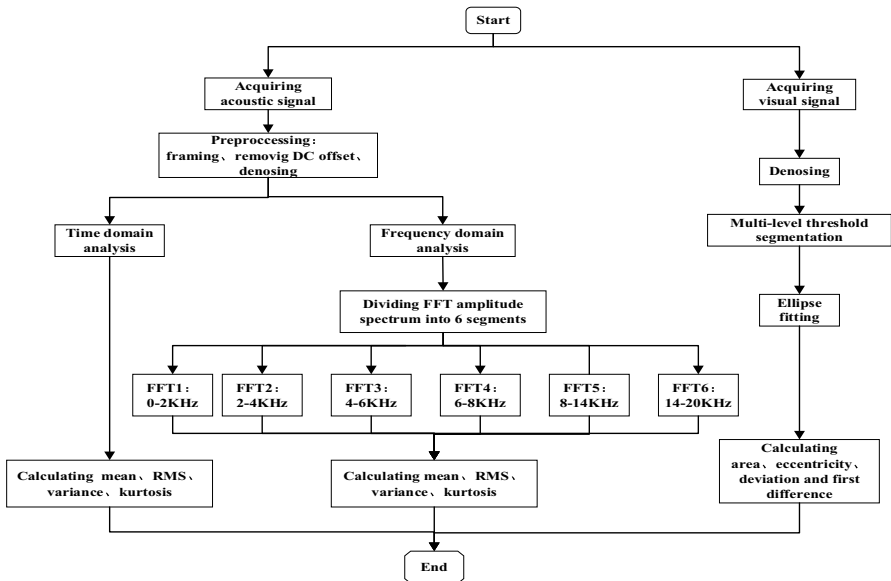 Start
Acquiring
acoustic signal
Acquiring
visual signal
Preproccessing：
framing、removig DC offset、
denosing
Denosing
Time domain
analysis
Frequency domain
analysis
Multi-level threshold
segmentation
Dividing FFT amplitude
spectrum into 6 segments
Ellipse
fitting
FFT1：
0-2KHz
FFT2：
2-4KHz
FFT3：
4-6KHz
FFT4：
6-8KHz
FFT5：
8-14KHz
FFT6：
14-20KHz
Calculating mean、RMS、
variance、kurtosis
Calculating mean、RMS、
variance、kurtosis
Calculating
area、eccentricity、
deviation and first
difference
End